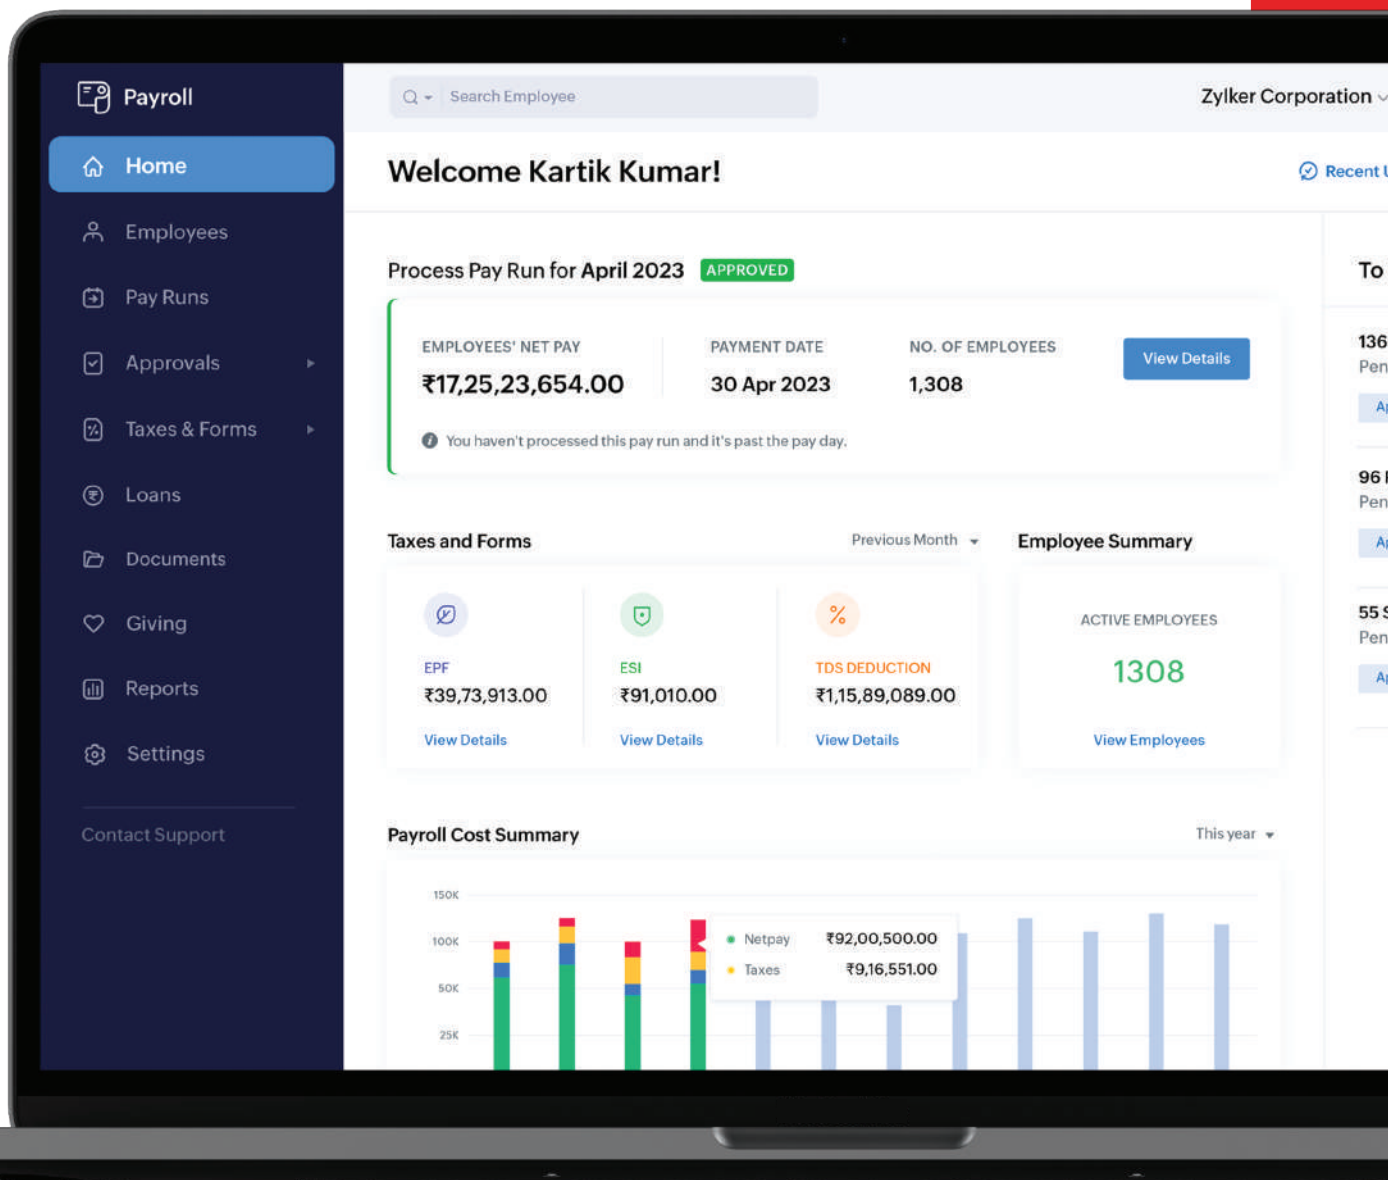 Payroll
Search Employee
Zylker Corporation
Home
Welcome Kartik Kumar!
Recent
Employees
Pay Runs
Approvals
Taxes & Forms
Loans
Documents
Giving
Reports
Settings
Contact Support
Process Pay Run for April 2023 APPROVED
EMPLOYEES' NET PAY PAYMENT DATE NO. OF EMPLOYEES
₹17,25,23,654.00 30 Apr 2023 1,308
View Details
You haven't processed this pay run and it's past the pay day.
Taxes and Forms Previous Month
EPF ESI TDS DEDUCTION
₹39,73,913.00 ₹91,010.00 ₹1,15,89,089.00
View Details View Details View Details
Employee Summary
ACTIVE EMPLOYEES
1308
View Employees
Payroll Cost Summary This year
150K
100K
50K
25K
Netpay ₹92,00,500.00
Taxes ₹9,16,551.00
To
136
96
55